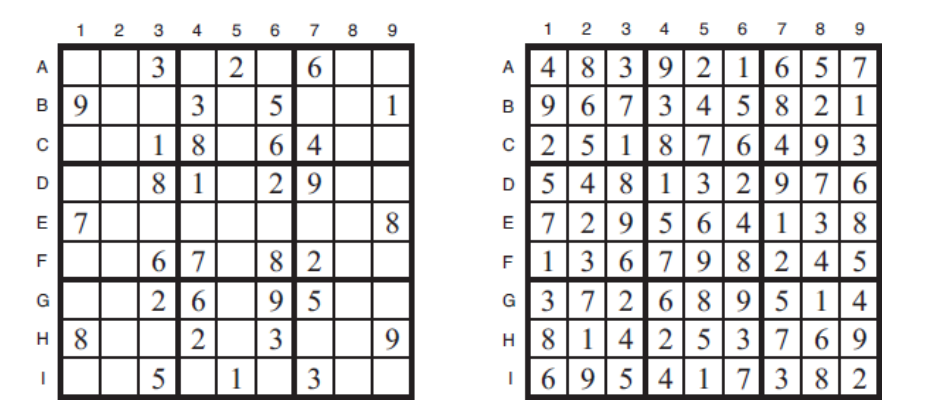 1 2 3 4 5 6 7 8 9 1 2 3 4 5 6 7 8 9
A 3 2 6 A 4 8 3 9 2 1 6 5 7
B 9 3 5 1 B 9 6 7 3 4 5 8 2 1
C 1 8 6 4 C 2 5 1 8 7 6 4 9 3
D 8 1 2 9 D 5 4 8 1 3 2 9 7 6
E 7 8 E 7 2 9 5 6 4 1 3 8
F 6 7 8 2 F 1 3 6 7 9 8 2 4 5
G 2 6 9 5 G 3 7 2 6 8 9 5 1 4
H 8 2 3 9 H 8 1 4 2 5 3 7 6 9
I 5 1 3 I 6 9 5 4 1 7 3 8 2